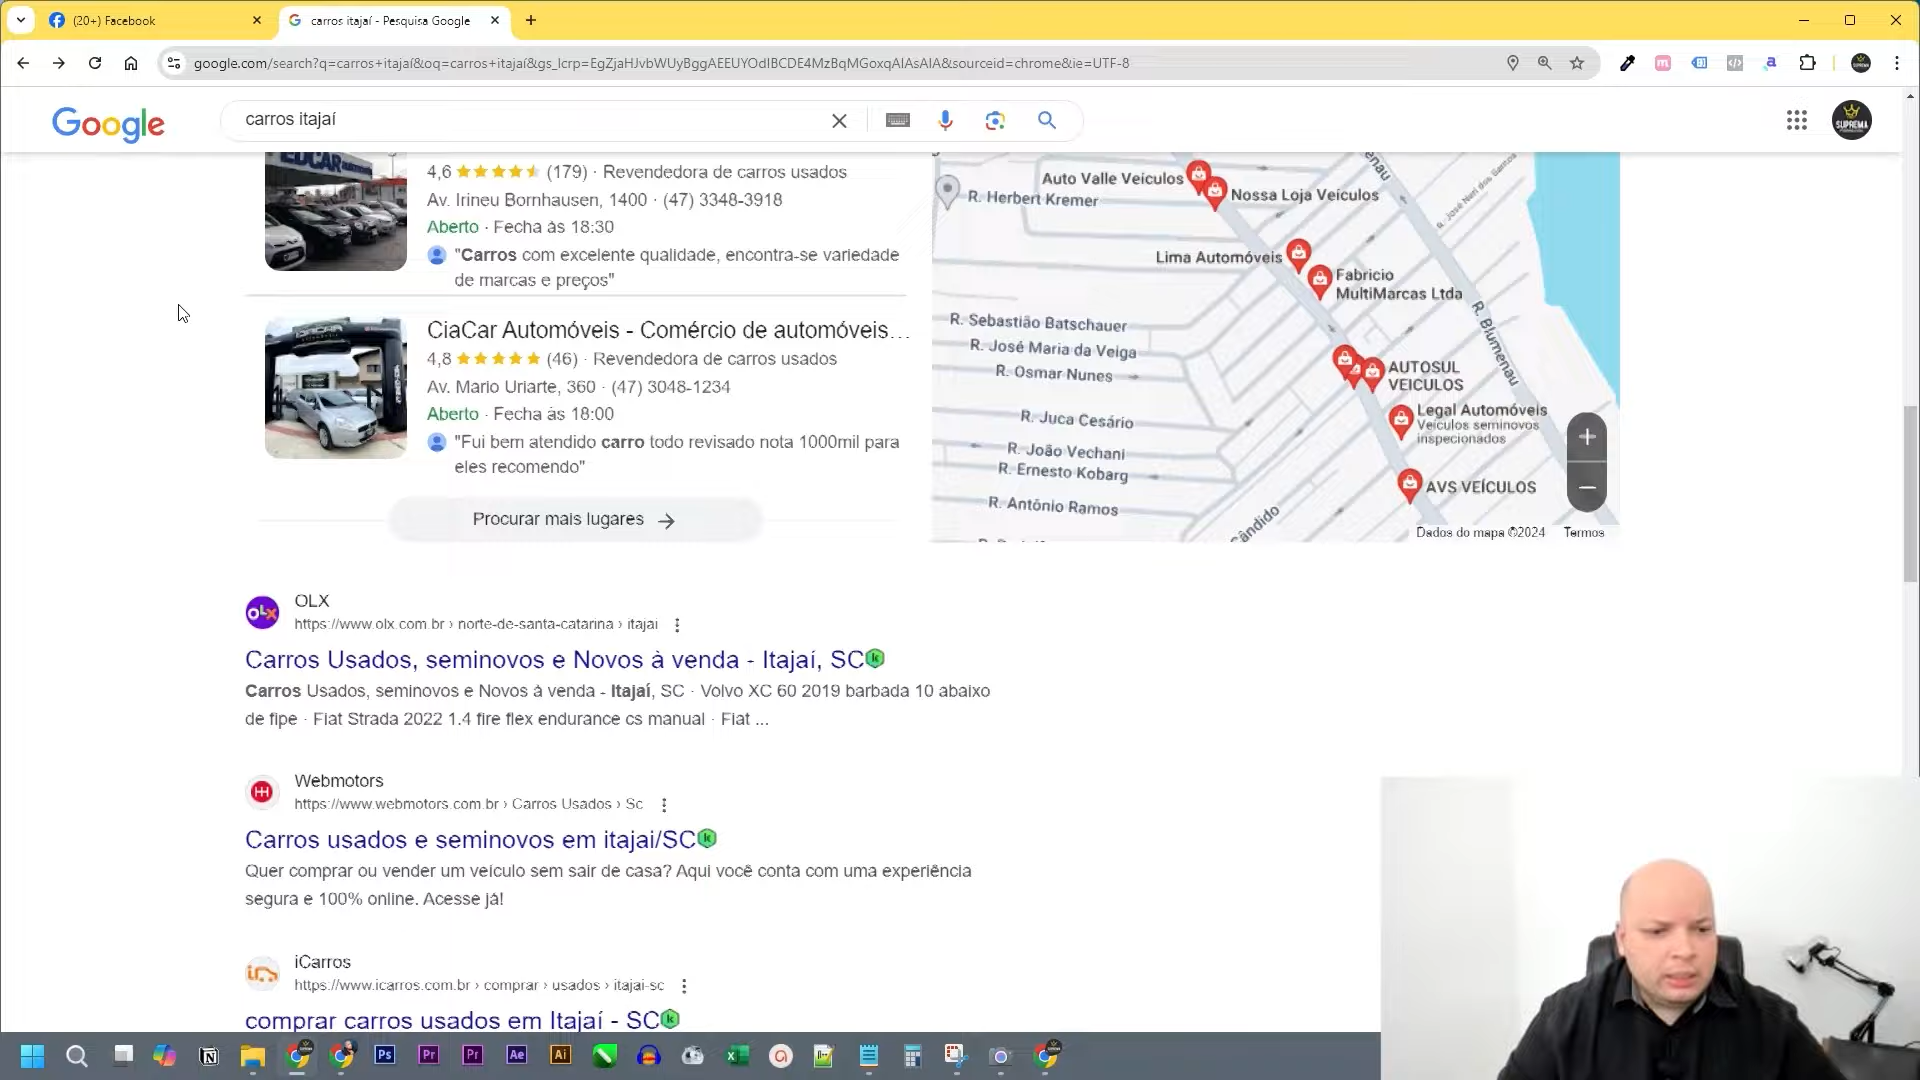 (20+) Facebook
carros itajaí - Pesquisa Google
google.com/search?q=carros+itajaí&oq=carros+itajaí&gs_lcrp=EgZjaHJvbWUyBggAEEUYOdIBCDE4MzBqMGoxqAIAsAIA&sourceid=chrome&ie=UTF-8
Google
carros itajaí
SUPREMA
EDCAR
4,6 (179) · Revendedora de carros usados
Av. Irineu Bornhausen, 1400 · (47) 3348-3918
Aberto · Fecha às 18:30
"Carros com excelente qualidade, encontra-se variedade
de marcas e preços"
CiaCar Automóveis - Comércio de automóveis...
4,8 (46) · Revendedora de carros usados
Av. Mario Uriarte, 360 · (47) 3048-1234
Aberto · Fecha às 18:00
"Fui bem atendido carro todo revisado nota 1000mil para
eles recomendo"
Procurar mais lugares
Auto Valle Veículos
Nossa Loja Veículos
R. Herbert Kremer
Lima Automóveis
Fabricio
MultiMarcas Ltda
R. Sebastião Batschauer
R. José Maria da Veiga
R. Osmar Nunes
R. Blumenau
AUTOSUL
VEICULOS
R. Juca Cesário
Legal Automóveis
Veículos seminovos
inspecionados
R. João Vechani
R. Ernesto Kobarg
AVS VEÍCULOS
R. Antônio Ramos
Cândido
Dados do mapa ©2024 Termos
OLX
https://www.olx.com.br › norte-de-santa-catarina › itajai
Carros Usados, seminovos e Novos à venda - Itajaí, SC
Carros Usados, seminovos e Novos à venda - Itajaí, SC · Volvo XC 60 2019 barbada 10 abaixo
de fipe · Fiat Strada 2022 1.4 fire flex endurance cs manual · Fiat ...
Webmotors
https://www.webmotors.com.br › Carros Usados › Sc
Carros usados e seminovos em itajai/SC
Quer comprar ou vender um veículo sem sair de casa? Aqui você conta com uma experiência
segura e 100% online. Acesse já!
iCarros
https://www.icarros.com.br › comprar › usados › itajai-sc
comprar carros usados em Itajaí - SC
Ps
Pr
Pr
Ae
Ai